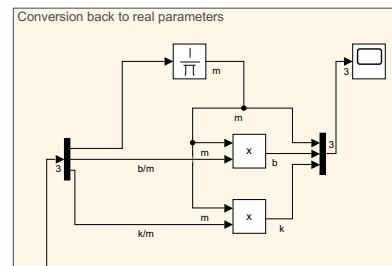 Conversion back to real parameters
1
∏
m
3
m
3
m
x
b
3
b/m
m
x
k
k/m